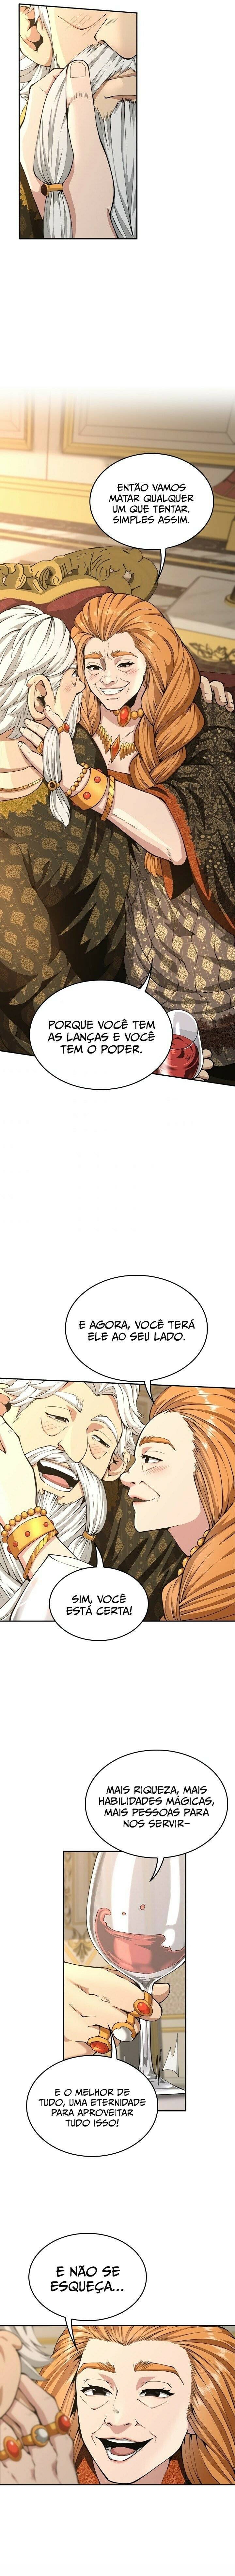 ENTÃO VAMOS
MATAR QUALQUER
UM QUE TENTAR.
SIMPLES ASSIM.
PORQUE VOCÊ TEM
AS LANÇAS E VOCÊ
TEM O PODER.
E AGORA, VOCÊ TERÁ
ELE AO SEU LADO.
SIM, VOCÊ
ESTÁ CERTA!
MAIS RIQUEZA, MAIS
HABILIDADES MÁGICAS,
MAIS PESSOAS PARA
NOS SERVIR-
E O MELHOR DE
TUDO, UMA ETERNIDADE
PARA APROVEITAR
TUDO ISSO!
E NÃO SE
ESQUEÇA...